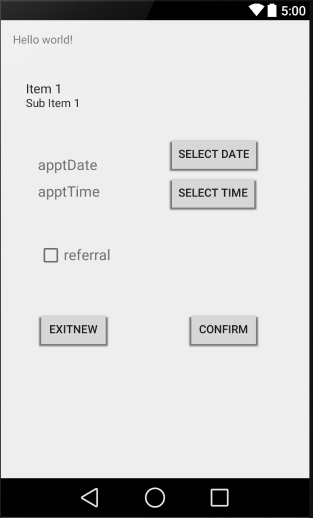 5:00
Hello world!
Item 1
Sub Item 1
apptDate
SELECT DATE
apptTime
SELECT TIME
referral
EXITNEW
CONFIRM